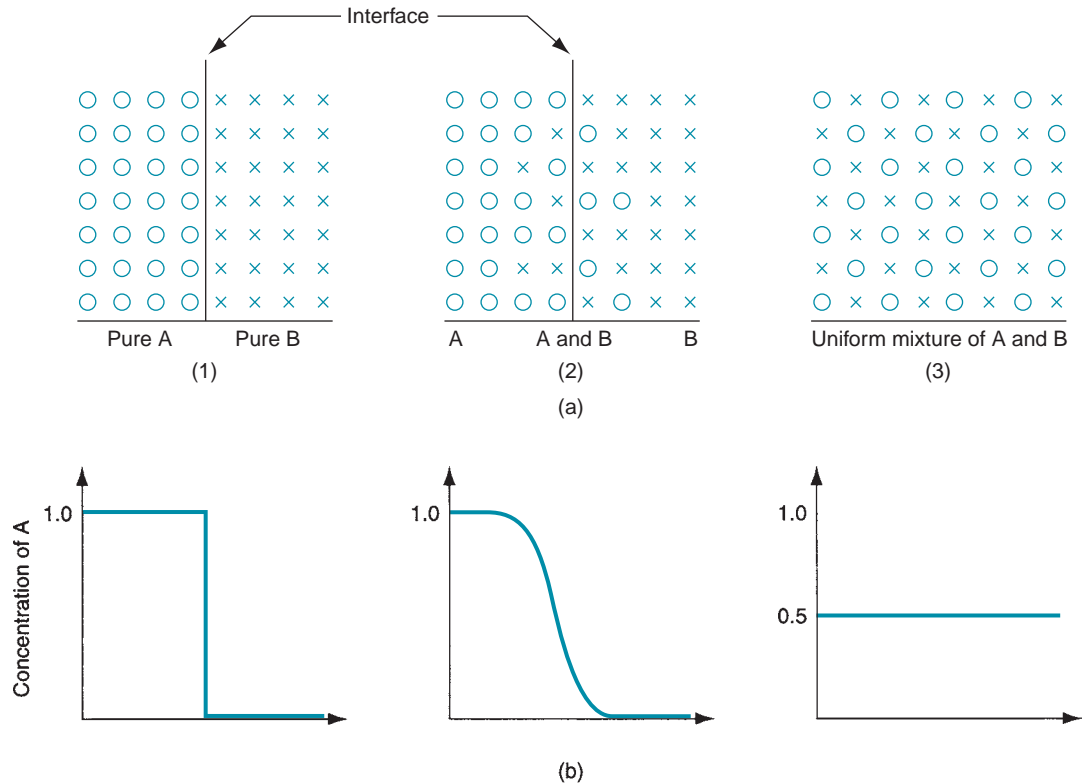 Interface
Pure A Pure B
(1)
A A and B B
(2)
Uniform mixture of A and B
(3)
(a)
Concentration of A
1.0
1.0
1.0
0.5
(b)